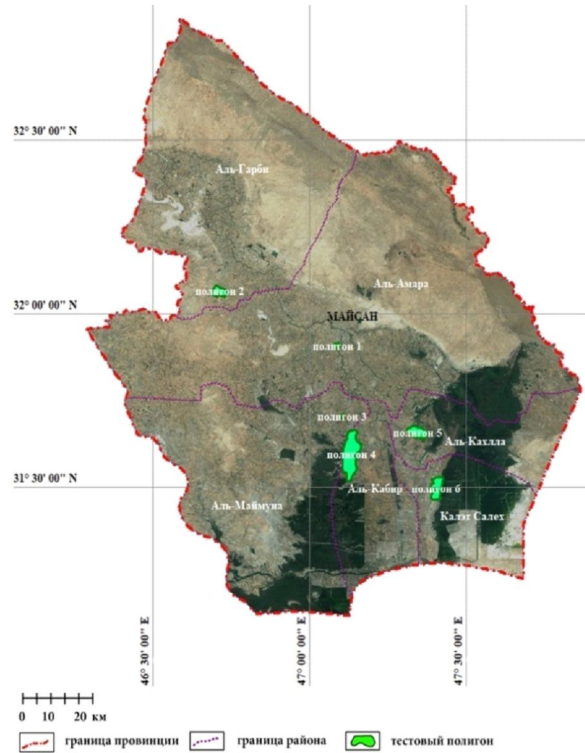 32° 30' 00" N
Аль-Гарби
полигон 2
Аль-Амара
32° 00' 00" N
МАЙСАН
полигон 1
полигон 3
полигон 5
Аль-Кахлла
полигон 4
31° 30' 00" N
Аль-Кабир
полигон 6
Аль-Маймуна
Калэг Салех
46° 30' 00" E
47° 00' 00" E
47° 30' 00" E
0 10 20
км
граница провинции
граница района
тестовый полигон